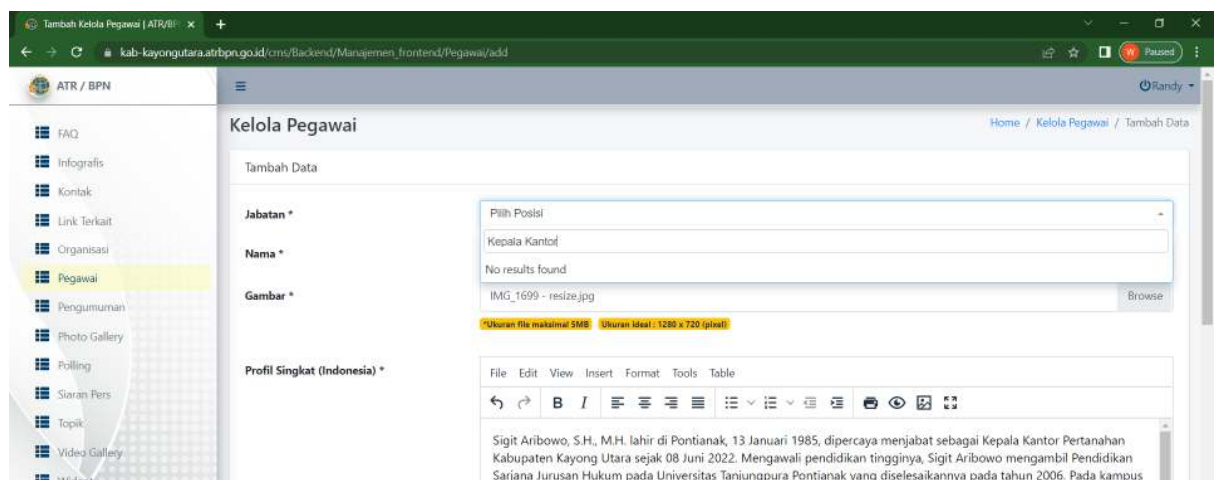 Tambah Kelola Pegawai | ATR/BP
kab-kayongutara.atrbpn.go.id/cms/Backend/Manajemen_frontend/Pegawai/add
W Paused
ATR / BPN
Randy
FAQ
Infografis
Kontak
Link Terkait
Organisasi
Pegawai
Pengumuman
Photo Gallery
Polling
Siaran Pers
Topik
Video Gallery
Kelola Pegawai
Home / Kelola Pegawai / Tambah Data
Tambah Data
Jabatan *
Pilih Posisi
Kepala Kantor
No results found
Nama *
Gambar *
IMG_1699 - resize.jpg
Browse
*Ukuran file maksimal 5MB Ukuran ideal : 1280 x 720 (pixel)
Profil Singkat (Indonesia) *
File Edit View Insert Format Tools Table
B I
Sigit Aribowo, S.H., M.H. lahir di Pontianak, 13 Januari 1985, dipercaya menjabat sebagai Kepala Kantor Pertanahan
Kabupaten Kayong Utara sejak 08 Juni 2022. Mengawali pendidikan tingginya, Sigit Aribowo mengambil Pendidikan
Sarjana Jurusan Hukum pada Universitas Tanjungpura Pontianak yang diselesaikannya pada tahun 2006. Pada kampus